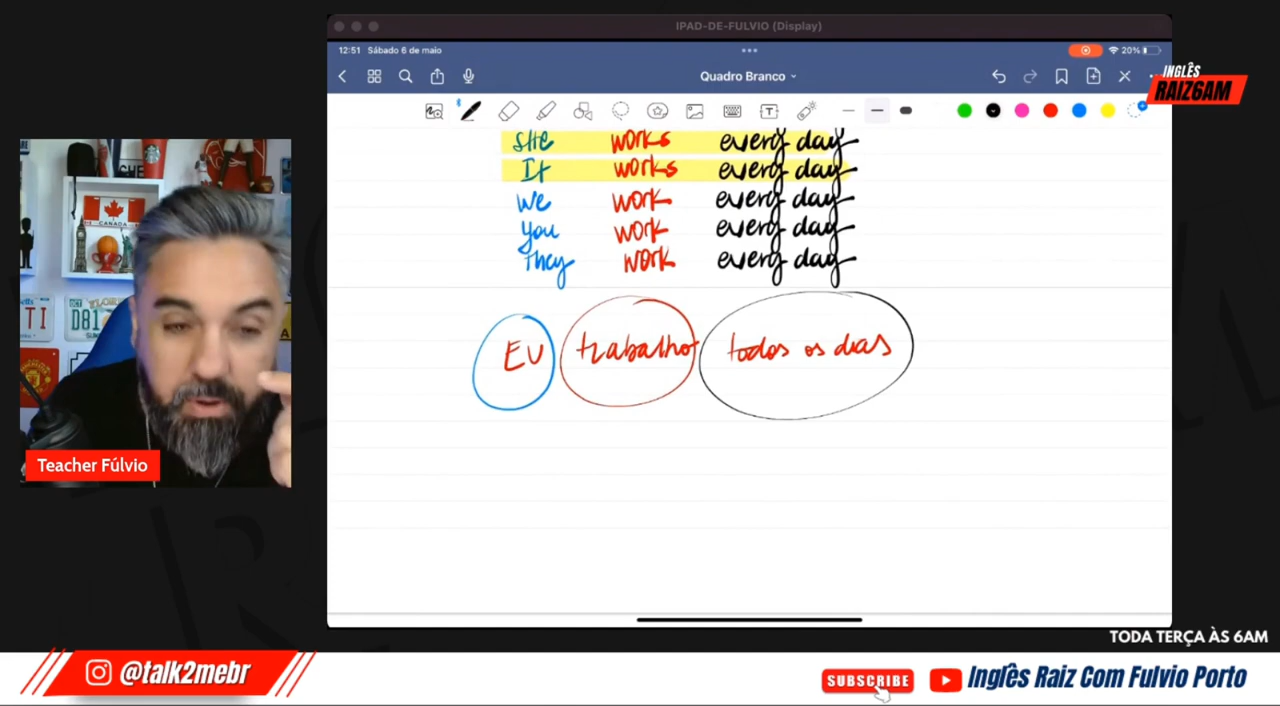 IPAD-DE-FULVIO (Display)
12:51 Sábado 6 de maio
20%
Quadro Branco
INGLÊS
RAIZ6AM
She works every day
It works every day
we work every day
you work every day
they work every day
EU trabalho todos os dias
CANADA
Teacher Fúlvio
TODA TERÇA ÀS 6AM
@talk2mebr
SUBSCRIBE
Inglês Raiz Com Fulvio Porto